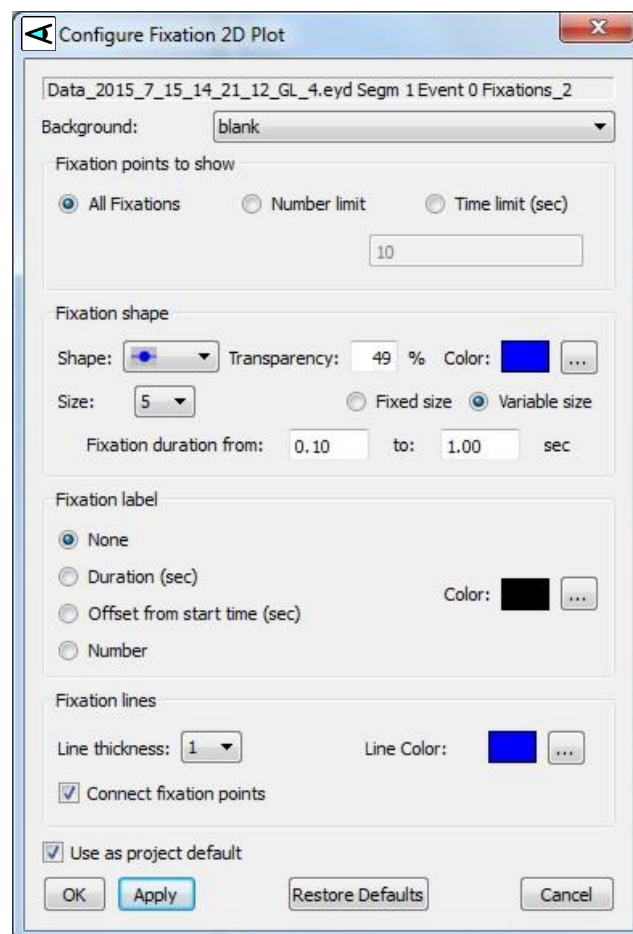 Configure Fixation 2D Plot
Data_2015_7_15_14_21_12_GL_4.eyd Segm 1 Event 0 Fixations_2
Background: blank
Fixation points to show
All Fixations Number limit Time limit (sec)
10
Fixation shape
Shape: Transparency: 49 % Color: ...
Size: 5 Fixed size Variable size
Fixation duration from: 0.10 to: 1.00 sec
Fixation label
None
Duration (sec)
Color: ...
Offset from start time (sec)
Number
Fixation lines
Line thickness: 1 Line Color: ...
Connect fixation points
Use as project default
OK Apply Restore Defaults Cancel